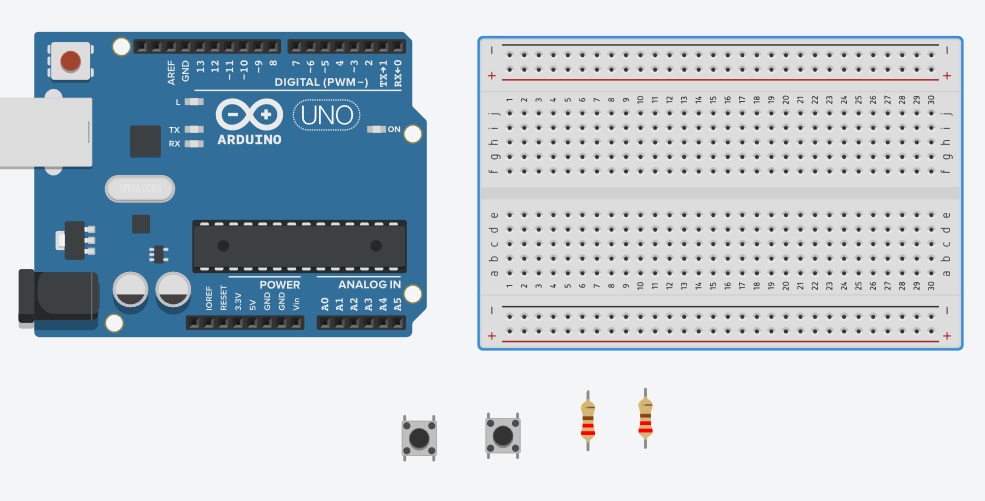 AREF
GND
13
12
~11
~10
~9
8
7
~6
~5
4
~3
2
TX→1
RX←0
DIGITAL (PWM~)
L
TX
RX
UNO
ARDUINO
ON
SPK16.000G
POWER
ANALOG IN
IOREF
RESET
3.3V
5V
GND
GND
Vin
A0
A1
A2
A3
A4
A5
− −
+ +
1 2 3 4 5 6 7 8 9 10 11 12 13 14 15 16 17 18 19 20 21 22 23 24 25 26 27 28 29 30
j j
i i
h h
g g
f f
e e
d d
c c
b b
a a
1 2 3 4 5 6 7 8 9 10 11 12 13 14 15 16 17 18 19 20 21 22 23 24 25 26 27 28 29 30
− −
+ +